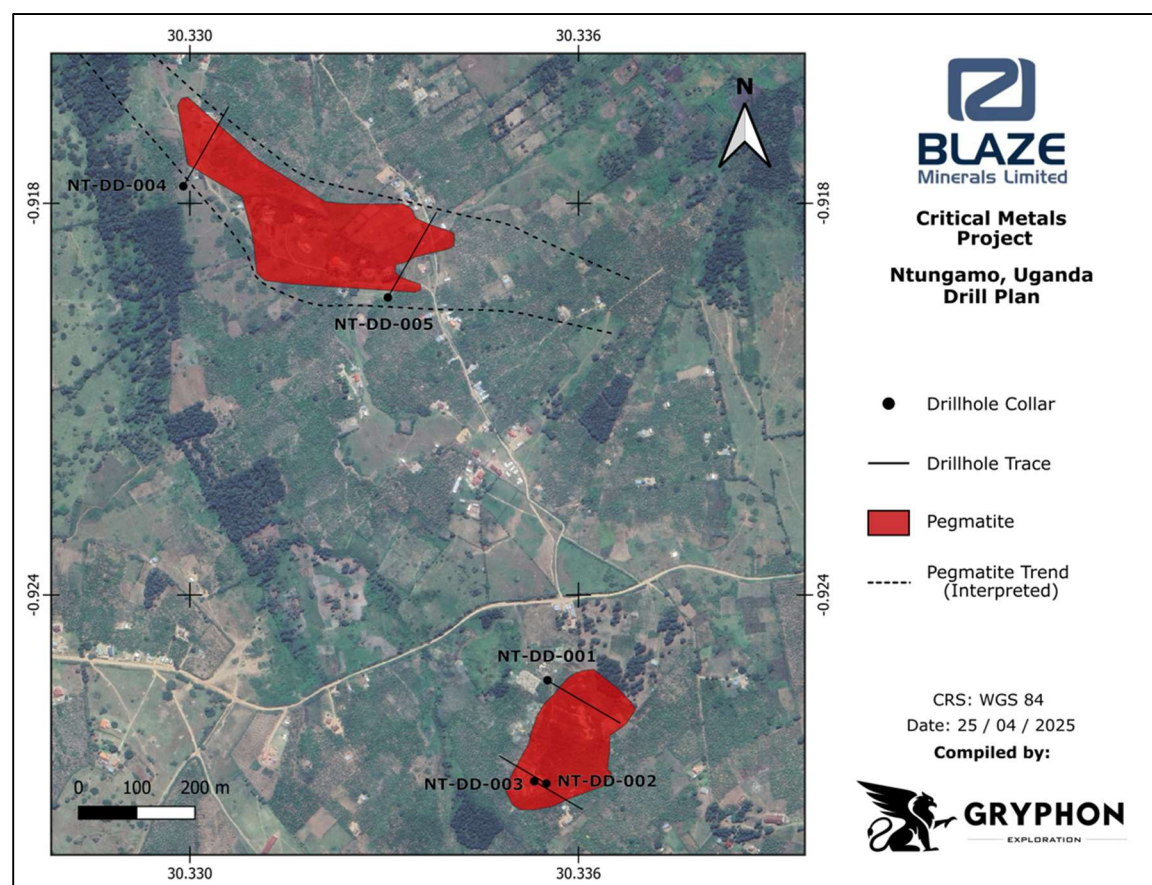 30.330
30.336
N
NT-DD-004
-0.918
-0.918
NT-DD-005
-0.924
-0.924
NT-DD-001
NT-DD-003
NT-DD-002
0 100 200 m
30.330
30.336
BLAZE
Minerals Limited
Critical Metals
Project
Ntungamo, Uganda
Drill Plan
Drillhole Collar
Drillhole Trace
Pegmatite
Pegmatite Trend
(Interpreted)
CRS: WGS 84
Date: 25 / 04 / 2025
Compiled by:
GRYPHON
EXPLORATION